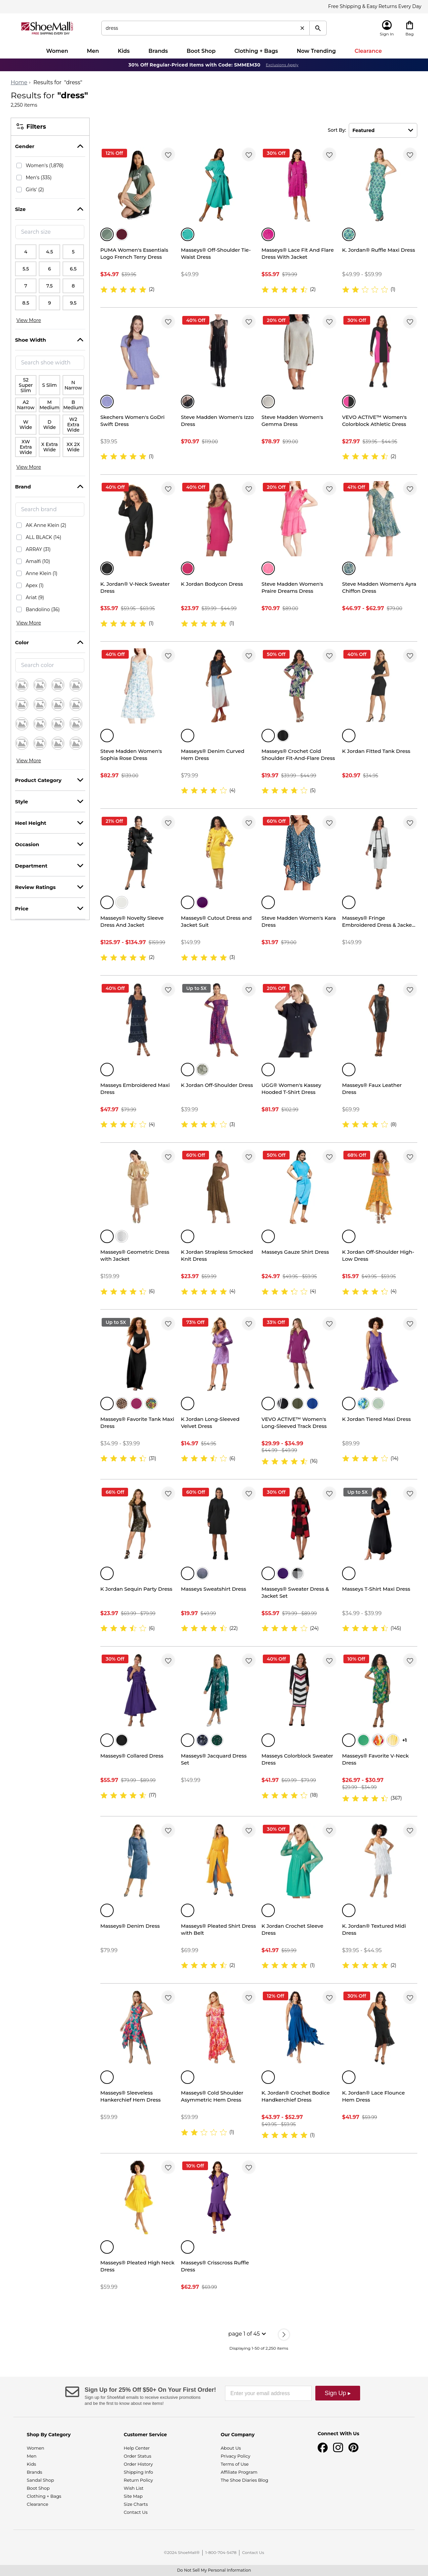 Free Shipping & Easy Returns Every Day
ShoeMall
FREE SHIPPING, EVERY DAY
dress
Sign In
Bag
Women Men Kids Brands Boot Shop Clothing + Bags Now Trending Clearance
30% Off Regular-Priced Items with Code: SMMEM30 Exclusions Apply
Home Results for "dress"
Results for "dress"
2,250 items
Filters
Sort By: Featured
Gender
Women's (1,878)
Men's (335)
Girls' (2)
Size
Search size
4 4.5 5
5.5 6 6.5
7 7.5 8
8.5 9 9.5
View More
Shoe Width
Search shoe width
S2 Super Slim
S Slim
N Narrow
A2 Narrow
M Medium
B Medium
W Wide
D Wide
W2 Extra Wide
XW Extra Wide
X Extra Wide
XX 2X Wide
View More
Brand
Search brand
AK Anne Klein (2)
ALL BLACK (14)
ARRAY (31)
Amalfi (10)
Anne Klein (1)
Apex (1)
Ariat (9)
Bandolino (36)
View More
Color
Search color
View More
Product Category
Style
Heel Height
Occasion
Department
Review Ratings
Price
12% Off
PUMA Women's Essentials Logo French Terry Dress
$34.97 $39.95
(2)
Masseys® Off-Shoulder Tie-Waist Dress
$49.99
30% Off
Masseys® Lace Fit And Flare Dress With Jacket
$55.97 $79.99
(2)
K. Jordan® Ruffle Maxi Dress
$49.99 - $59.99
(1)
Skechers Women's GoDri Swift Dress
$39.95
(1)
40% Off
Steve Madden Women's Izzo Dress
$70.97 $119.00
20% Off
Steve Madden Women's Gemma Dress
$78.97 $99.00
30% Off
VEVO ACTIVE™ Women's Colorblock Athletic Dress
$27.97 $39.95 - $44.95
(2)
40% Off
K. Jordan® V-Neck Sweater Dress
$35.97 $59.95 - $69.95
(1)
40% Off
K Jordan Bodycon Dress
$23.97 $39.99 - $44.99
(1)
20% Off
Steve Madden Women's Praire Dreams Dress
$70.97 $89.00
41% Off
Steve Madden Women's Ayra Chiffon Dress
$46.97 - $62.97 $79.00
40% Off
Steve Madden Women's Sophia Rose Dress
$82.97 $139.00
Masseys® Denim Curved Hem Dress
$79.99
(4)
50% Off
Masseys® Crochet Cold Shoulder Fit-And-Flare Dress
$19.97 $39.99 - $44.99
(5)
40% Off
K Jordan Fitted Tank Dress
$20.97 $34.95
21% Off
Masseys® Novelty Sleeve Dress And Jacket
$125.97 - $134.97 $159.99
(2)
Masseys® Cutout Dress and Jacket Suit
$149.99
(3)
60% Off
Steve Madden Women's Kara Dress
$31.97 $79.00
Masseys® Fringe Embroidered Dress & Jacke...
$149.99
40% Off
Masseys Embroidered Maxi Dress
$47.97 $79.99
(4)
Up to 5X
K Jordan Off-Shoulder Dress
$39.99
(3)
20% Off
UGG® Women's Kassey Hooded T-Shirt Dress
$81.97 $102.99
Masseys® Faux Leather Dress
$69.99
(8)
Masseys® Geometric Dress with Jacket
$159.99
(6)
60% Off
K Jordan Strapless Smocked Knit Dress
$23.97 $59.99
(4)
50% Off
Masseys Gauze Shirt Dress
$24.97 $49.95 - $59.95
(4)
68% Off
K Jordan Off-Shoulder High-Low Dress
$15.97 $49.95 - $59.95
(4)
Up to 5X
Masseys® Favorite Tank Maxi Dress
$34.99 - $39.99
(31)
73% Off
K Jordan Long-Sleeved Velvet Dress
$14.97 $54.95
(6)
33% Off
VEVO ACTIVE™ Women's Long-Sleeved Track Dress
$29.99 - $34.99
$44.99 - $49.99
(16)
K Jordan Tiered Maxi Dress
$89.99
(14)
66% Off
K Jordan Sequin Party Dress
$23.97 $69.99 - $79.99
(6)
60% Off
Masseys Sweatshirt Dress
$19.97 $49.99
(22)
30% Off
Masseys® Sweater Dress & Jacket Set
$55.97 $79.99 - $89.99
(24)
Up to 5X
Masseys T-Shirt Maxi Dress
$34.99 - $39.99
(145)
30% Off
Masseys® Collared Dress
$55.97 $79.99 - $89.99
(17)
Masseys® Jacquard Dress Set
$149.99
40% Off
Masseys Colorblock Sweater Dress
$41.97 $69.99 - $79.99
(18)
10% Off
+1
Masseys® Favorite V-Neck Dress
$26.97 - $30.97
$29.99 - $34.99
(367)
Masseys® Denim Dress
$79.99
Masseys® Pleated Shirt Dress with Belt
$69.99
(2)
30% Off
K Jordan Crochet Sleeve Dress
$41.97 $59.99
(1)
K. Jordan® Textured Midi Dress
$39.95 - $44.95
(2)
Masseys® Sleeveless Hankerchief Hem Dress
$59.99
Masseys® Cold Shoulder Asymmetric Hem Dress
$59.99
(1)
12% Off
K. Jordan® Crochet Bodice Handkerchief Dress
$43.97 - $52.97
$49.95 - $59.95
(1)
30% Off
K. Jordan® Lace Flounce Hem Dress
$41.97 $59.99
Masseys® Pleated High Neck Dress
$59.99
10% Off
Masseys® Crisscross Ruffle Dress
$62.97 $69.99
page 1 of 45
Displaying 1-50 of 2,250 items
Sign Up for 25% Off $50+ On Your First Order!
Sign up for ShoeMall emails to receive exclusive promotions
and be the first to know about new items!
Enter your email address
Sign Up ▸
Shop By Category
Women
Men
Kids
Brands
Sandal Shop
Boot Shop
Clothing + Bags
Clearance
Customer Service
Help Center
Order Status
Order History
Shipping Info
Return Policy
Wish List
Site Map
Size Charts
Contact Us
Our Company
About Us
Privacy Policy
Terms of Use
Affiliate Program
The Shoe Diaries Blog
Connect With Us
©2024 ShoeMall® 1-800-704-5478 Contact Us
Do Not Sell My Personal Information